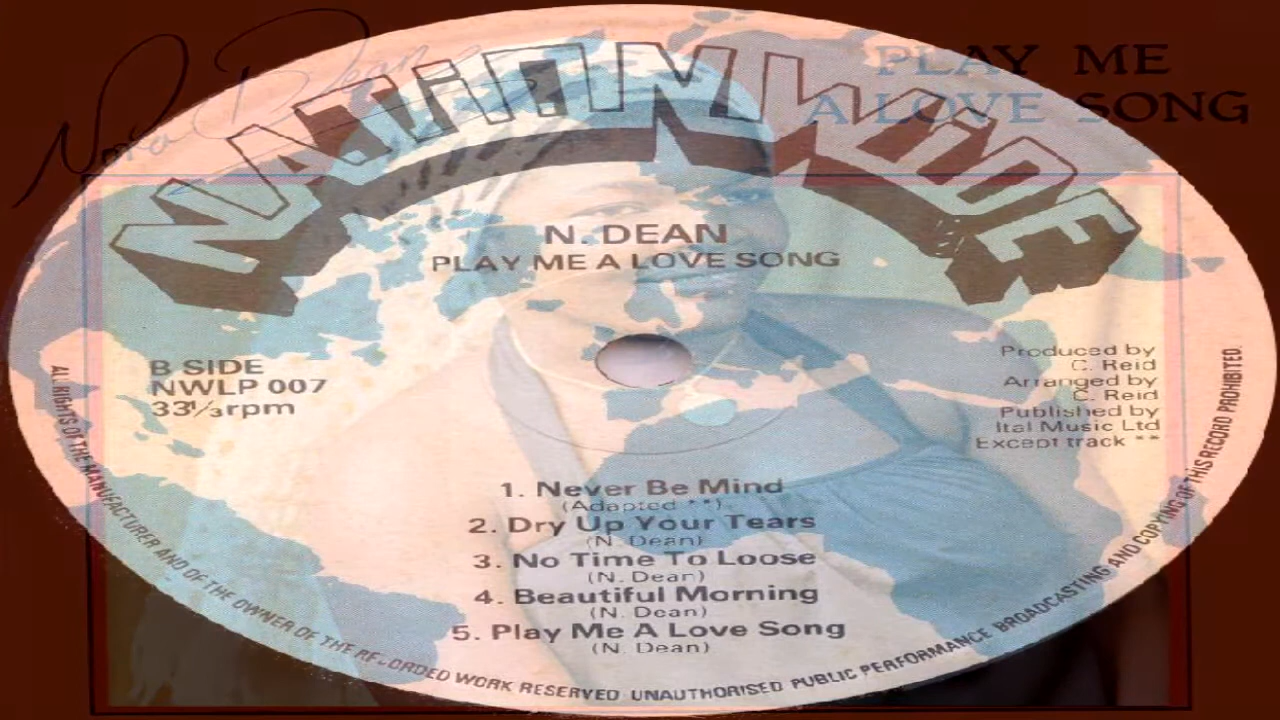 Nora Dean
PLAY ME
A LOVE SONG
NATION WIDE
N. DEAN
PLAY ME A LOVE SONG
B SIDE
NWLP 007
33⅓rpm
Produced by
C. Reid
Arranged by
C. Reid
Published by
Ital Music Ltd
Except track **
1. Never Be Mind
(Adapted **)
2. Dry Up Your Tears
(N. Dean)
3. No Time To Loose
(N. Dean)
4. Beautiful Morning
(N. Dean)
5. Play Me A Love Song
(N. Dean)
ALL RIGHTS OF THE MANUFACTURER AND OF THE OWNER OF THE RECORDED WORK RESERVED UNAUTHORISED PUBLIC PERFORMANCE BROADCASTING AND COPYING OF THIS RECORD PROHIBITED.